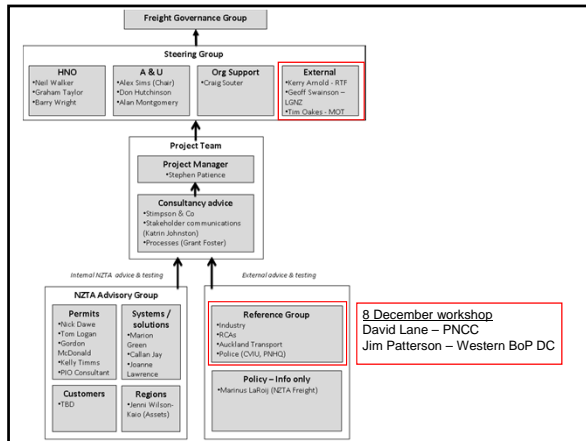 Freight Governance Group
Steering Group
HNO
•Neil Walker
•Graham Taylor
•Barry Wright
A & U
•Alex Sims (Chair)
•Don Hutchinson
•Alan Montgomery
Org Support
•Craig Souter
External
•Kerry Arnold - RTF
•Geoff Swainson –
LGNZ
•Tim Oakes - MOT
Project Team
Project Manager
•Stephen Patience
Consultancy advice
•Stimpson & Co
•Stakeholder communications
(Katrin Johnston)
•Processes (Grant Foster)
Internal NZTA advice & testing
External advice & testing
NZTA Advisory Group
Permits
•Nick Dawe
•Tom Logan
•Gordon
McDonald
•Kelly Timms
•PIO Consultant
Systems /
solutions
•Marion
Green
•Callan Jay
•Joanne
Lawrence
Customers
•TBD
Regions
•Jenni Wilson-
Kaio (Assets)
Reference Group
•Industry
•RCAs
•Auckland Transport
•Police (CVIU, PNHQ)
Policy – Info only
•Marinus LaRoij (NZTA Freight)
8 December workshop
David Lane – PNCC
Jim Patterson – Western BoP DC